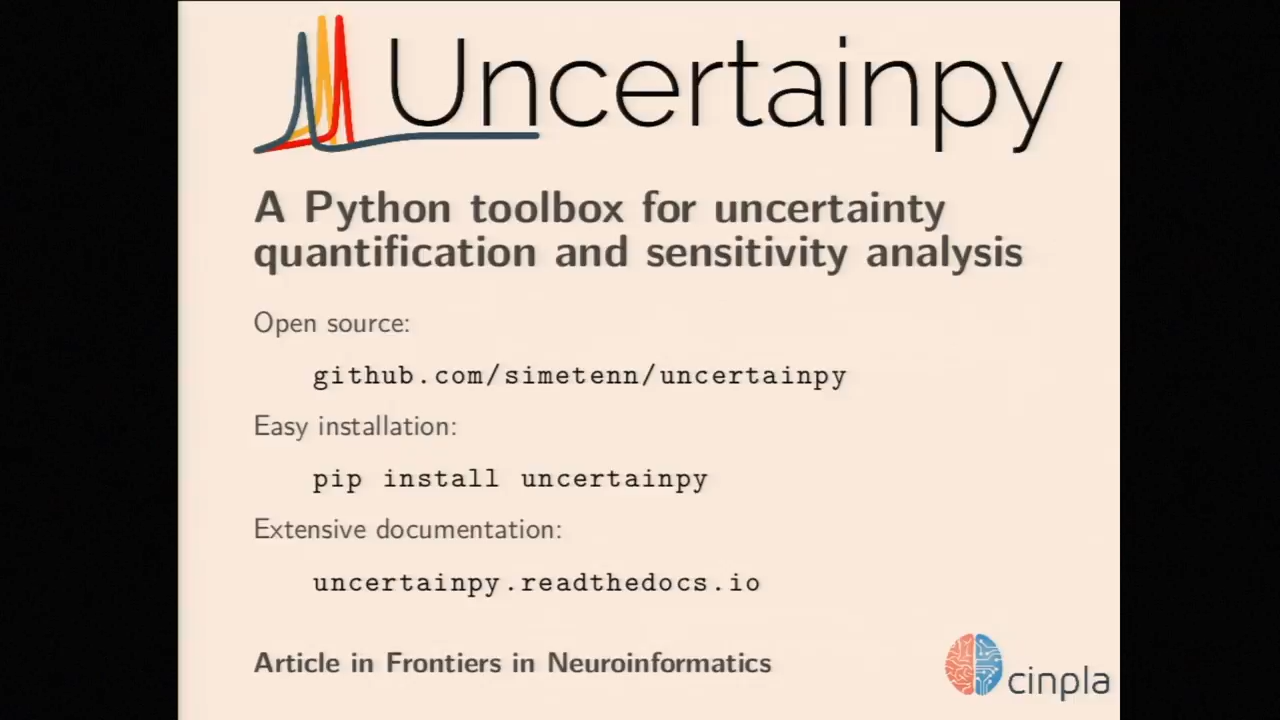 Uncertainpy
A Python toolbox for uncertainty
quantification and sensitivity analysis
Open source:
github.com/simetenn/uncertainpy
Easy installation:
pip install uncertainpy
Extensive documentation:
uncertainpy.readthedocs.io
Article in Frontiers in Neuroinformatics
cinpla